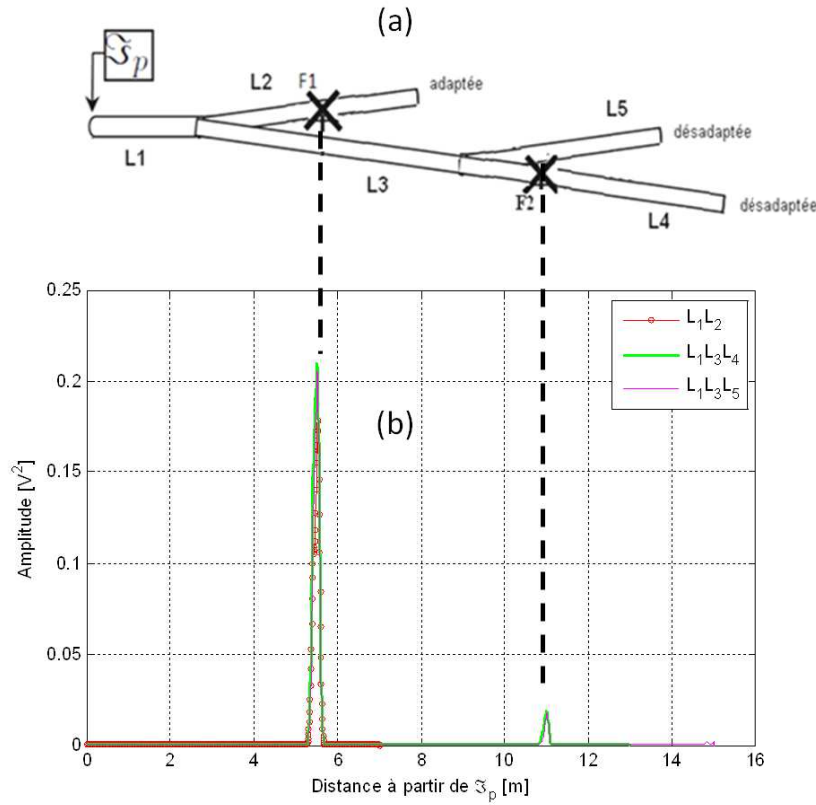 (a)
ℑp
L2
F1
adaptée
L1
L3
L5
désadaptée
F2
L4
désadaptée
0.25
0.2
0.15
0.1
0.05
0
L1L2
L1L3L4
L1L3L5
(b)
Amplitude [V²]
0 2 4 6 8 10 12 14 16
Distance à partir de ℑp [m]